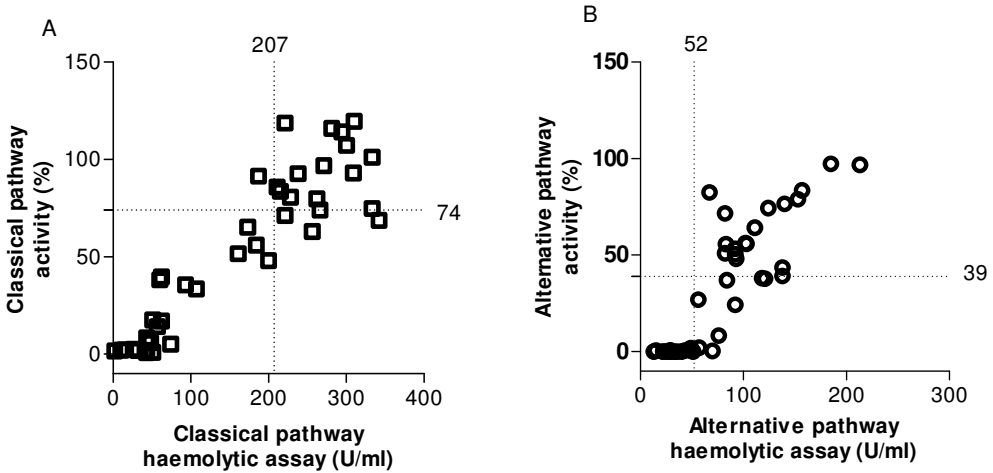 A
207
150
100
50
0
Classical pathway
activity (%)
74
0 100 200 300 400
Classical pathway
haemolytic assay (U/ml)
B
52
150
100
50
0
Alternative pathway
activity (%)
39
0 100 200 300
Alternative pathway
haemolytic assay (U/ml)